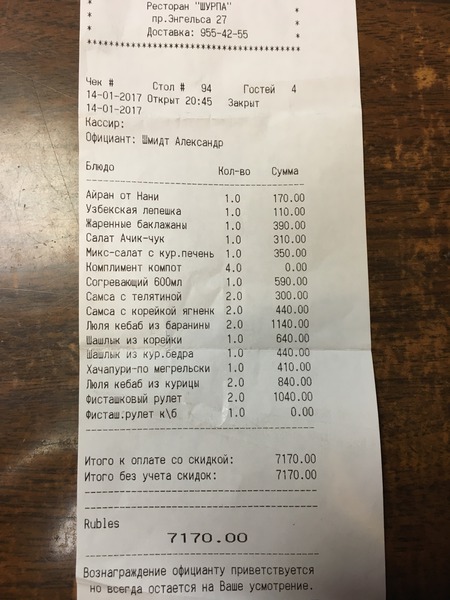 * Ресторан "ШУРПА" *
* пр.Энгельса 27 *
* Доставка: 955-42-55 *
****************************************
Чек # Стол # 94 Гостей 4
14-01-2017 Открыт 20:45 Закрыт
14-01-2017
Кассир:
Официант: Шмидт Александр
Блюдо Кол-во Сумма
Айран от Нани 1.0 170.00
Узбекская лепешка 1.0 110.00
Жаренные баклажаны 1.0 390.00
Салат Ачик-чук 1.0 310.00
Микс-салат с кур.печень 1.0 350.00
Комплимент компот 4.0 0.00
Согревающий 600мл 1.0 590.00
Самса с телятиной 2.0 300.00
Самса с корейкой ягненк 2.0 440.00
Люля кебаб из баранины 2.0 1140.00
Шашлык из корейки 1.0 640.00
Шашлык из кур.бедра 1.0 440.00
Хачапури-по мегрельски 1.0 410.00
Люля кебаб из курицы 2.0 840.00
Фисташковый рулет 2.0 1040.00
Фисташ.рулет к\б 1.0 0.00
Итого к оплате со скидкой: 7170.00
Итого без учета скидок: 7170.00
Rubles
7170.00
Вознаграждение официанту приветствуется
но всегда остается на Ваше усмотрение.